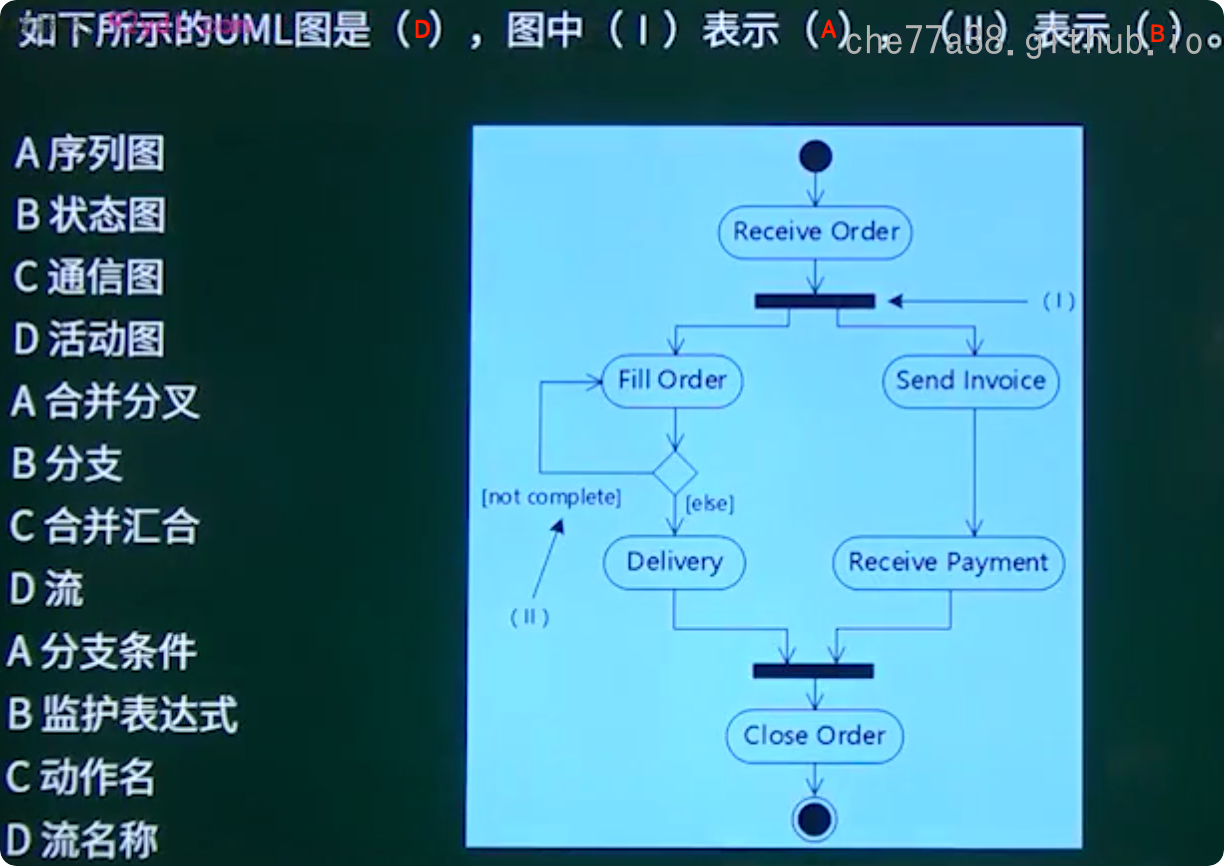 如下所示的UML图是（D），图中（Ⅰ）表示（A），（Ⅱ）表示（B）。
che77a38.github.io
A 序列图
B 状态图
C 通信图
D 活动图
A 合并分叉
B 分支
C 合并汇合
D 流
A 分支条件
B 监护表达式
C 动作名
D 流名称
Receive Order
（Ⅰ）
Fill Order
Send Invoice
[not complete]
[else]
（Ⅱ）
Delivery
Receive Payment
Close Order